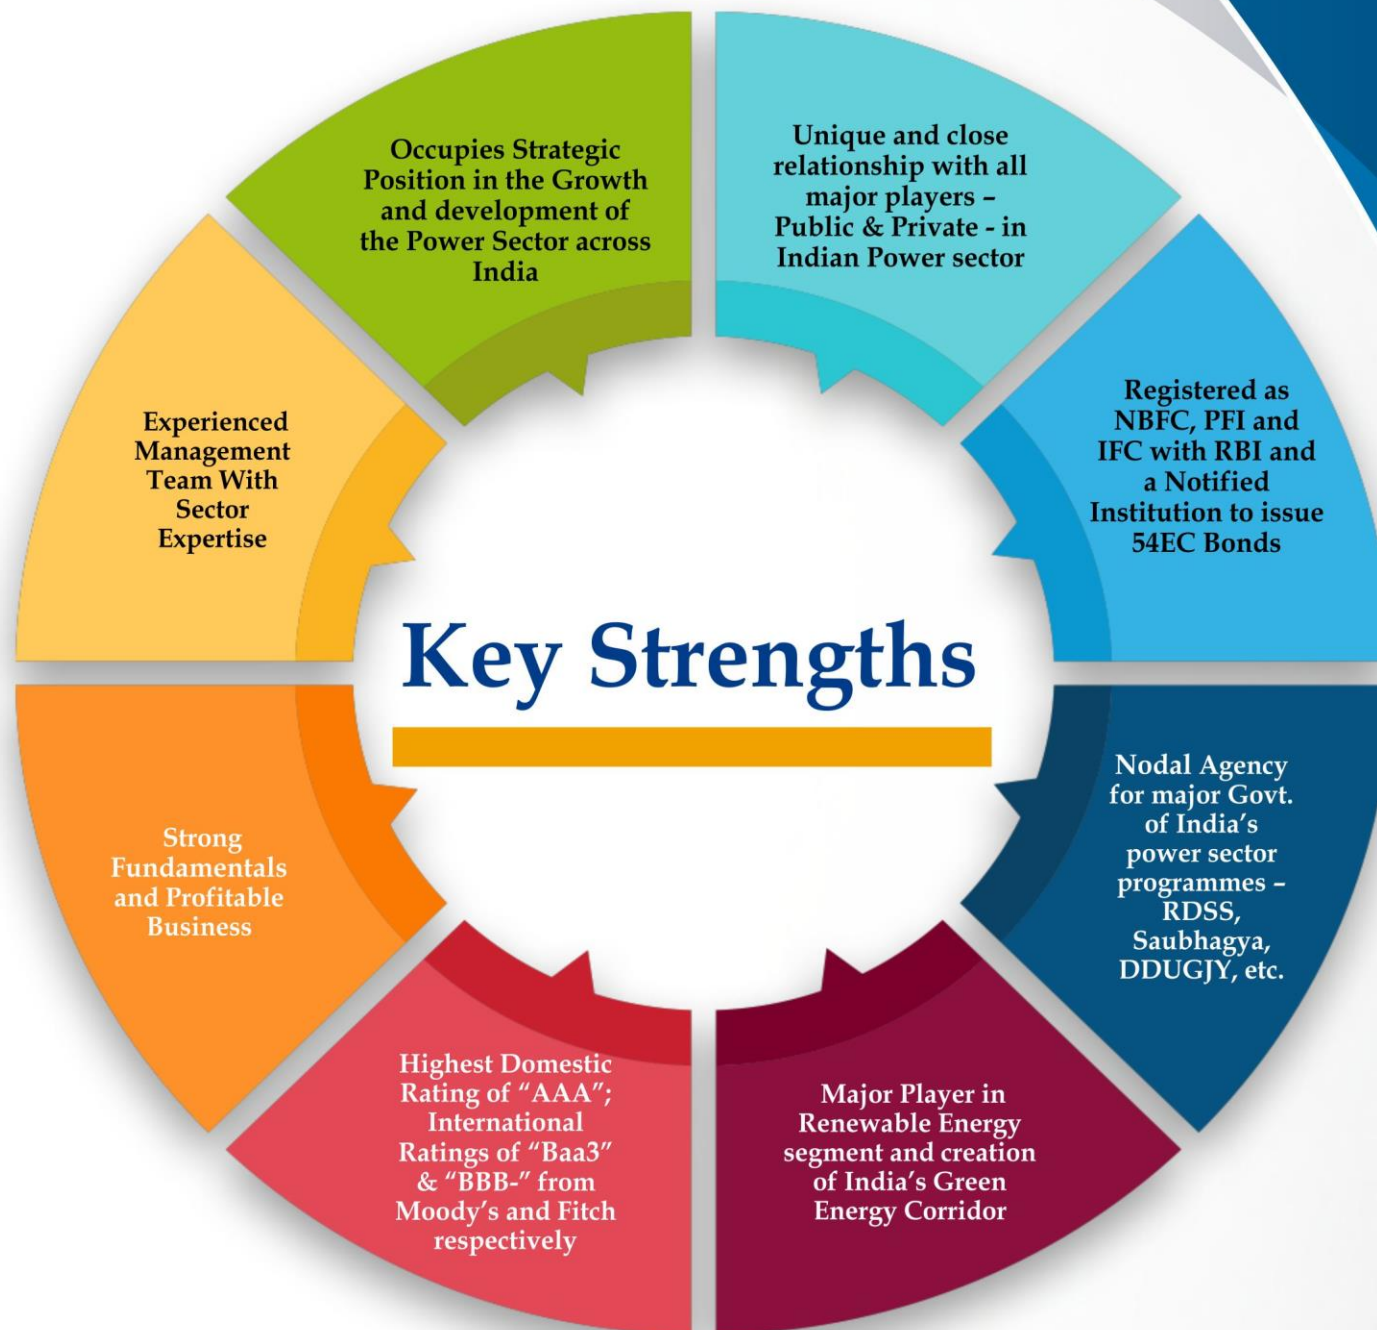 Occupies Strategic
Position in the Growth
and development of
the Power Sector across
India
Unique and close
relationship with all
major players –
Public & Private - in
Indian Power sector
Registered as
NBFC, PFI and
IFC with RBI and
a Notified
Institution to issue
54EC Bonds
Nodal Agency
for major Govt.
of India’s
power sector
programmes –
RDSS,
Saubhagya,
DDUGJY, etc.
Major Player in
Renewable Energy
segment and creation
of India’s Green
Energy Corridor
Highest Domestic
Rating of “AAA”;
International
Ratings of “Baa3”
& “BBB-” from
Moody’s and Fitch
respectively
Strong
Fundamentals
and Profitable
Business
Experienced
Management
Team With
Sector
Expertise
Key Strengths